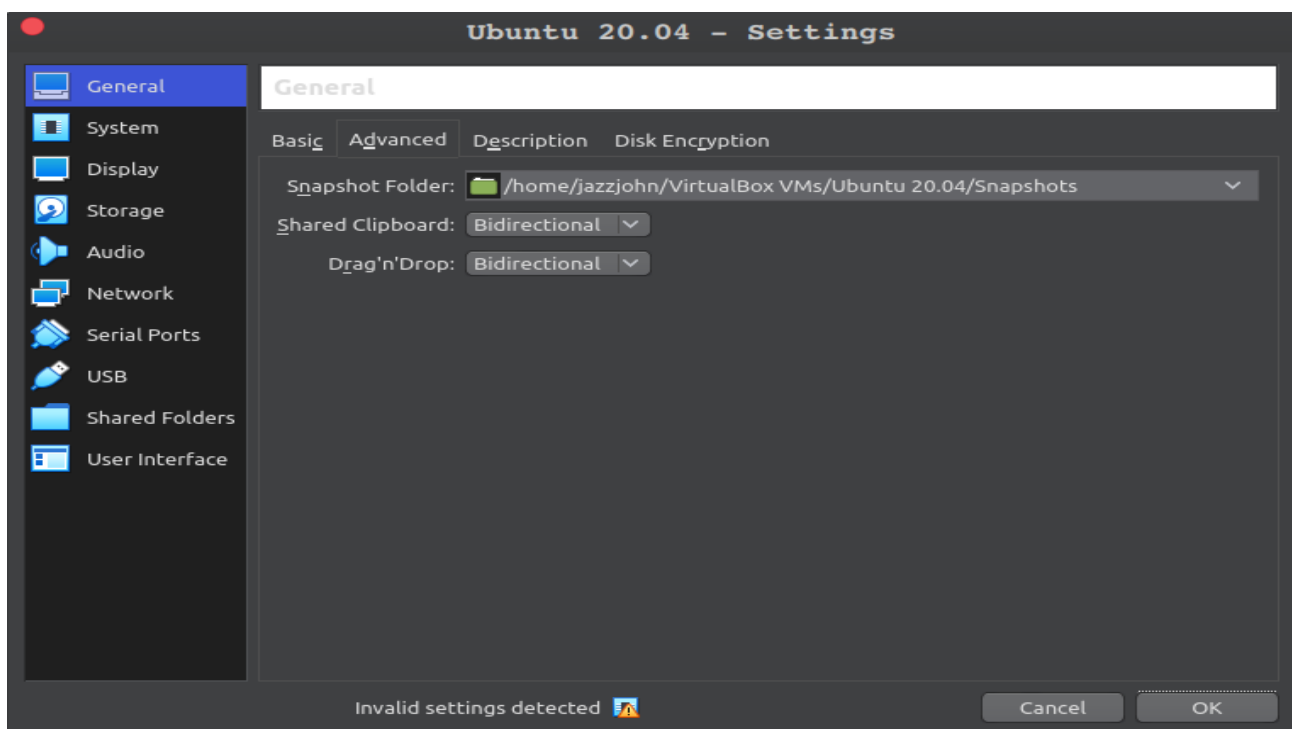 Ubuntu 20.04 - Settings
General
System
Display
Storage
Audio
Network
Serial Ports
USB
Shared Folders
User Interface
General
Basic Advanced Description Disk Encryption
Snapshot Folder: /home/jazzjohn/VirtualBox VMs/Ubuntu 20.04/Snapshots
Shared Clipboard: Bidirectional
Drag'n'Drop: Bidirectional
Invalid settings detected
Cancel OK